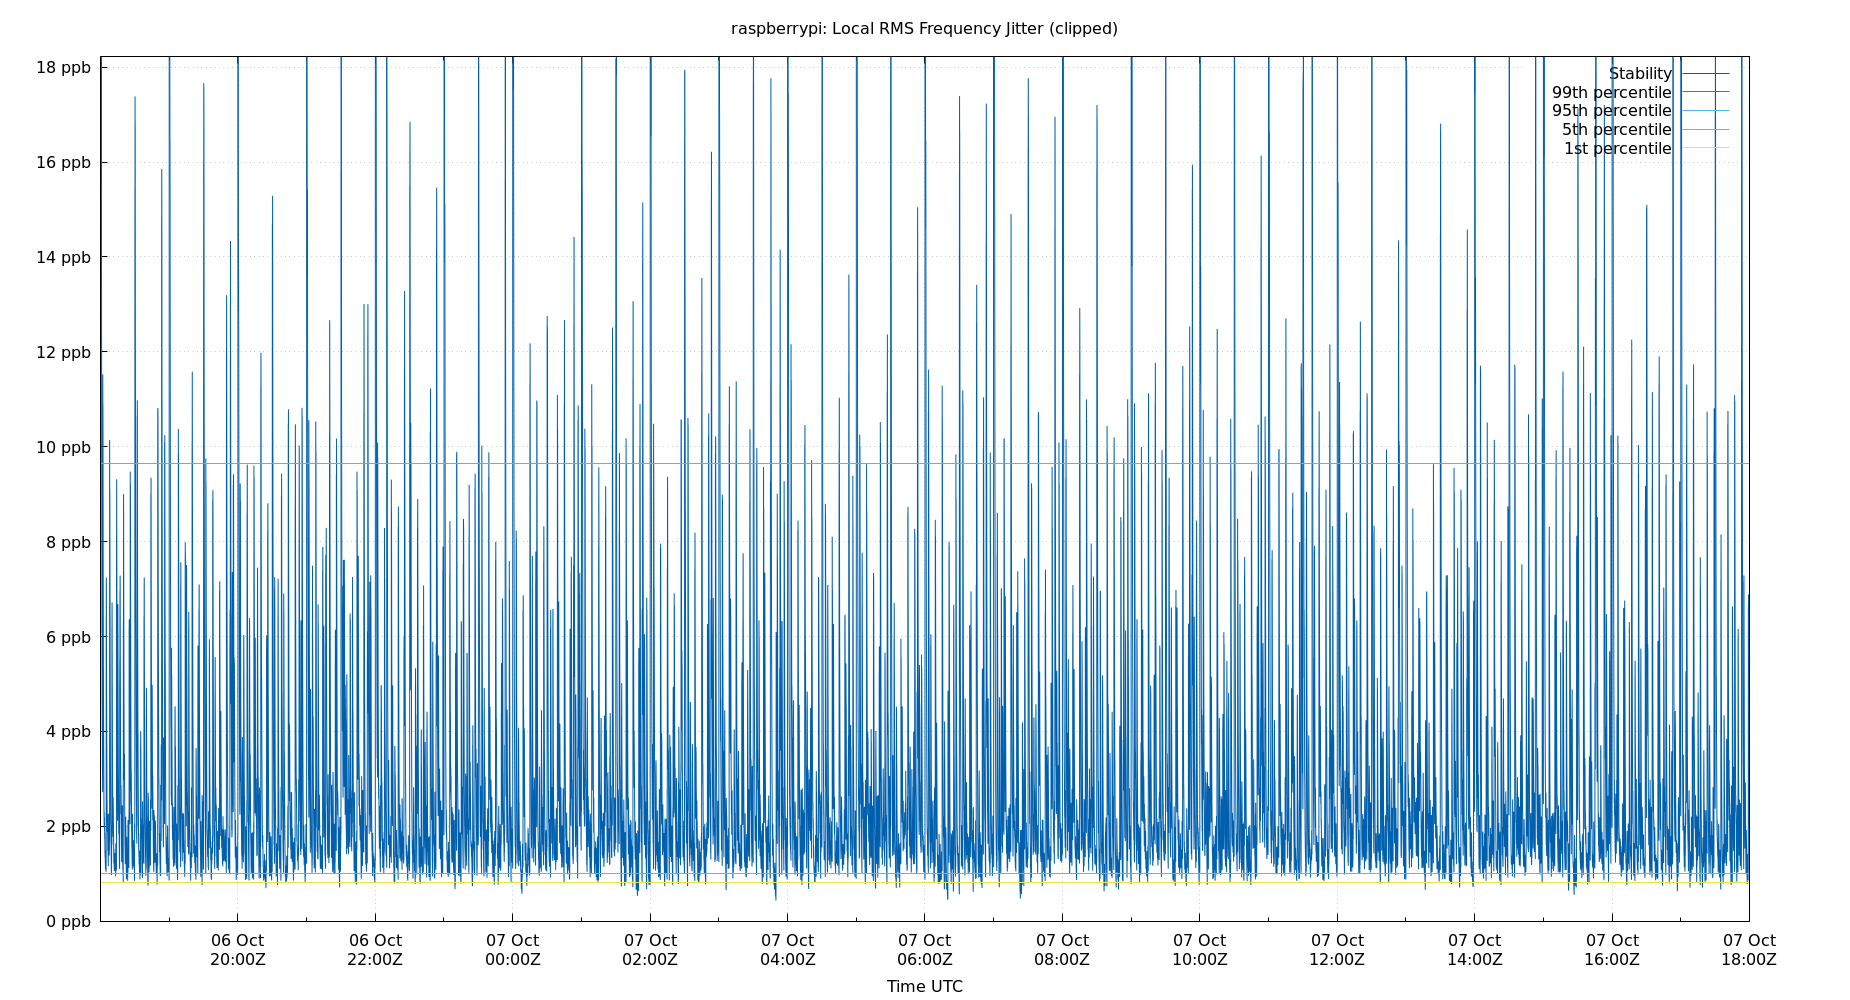 raspberrypi: Local RMS Frequency Jitter (clipped)
18 ppb
16 ppb
14 ppb
12 ppb
10 ppb
8 ppb
6 ppb
4 ppb
2 ppb
0 ppb
Stability
99th percentile
95th percentile
5th percentile
1st percentile
06 Oct 06 Oct 07 Oct 07 Oct 07 Oct 07 Oct 07 Oct 07 Oct 07 Oct 07 Oct 07 Oct 07 Oct
20:00Z 22:00Z 00:00Z 02:00Z 04:00Z 06:00Z 08:00Z 10:00Z 12:00Z 14:00Z 16:00Z 18:00Z
Time UTC